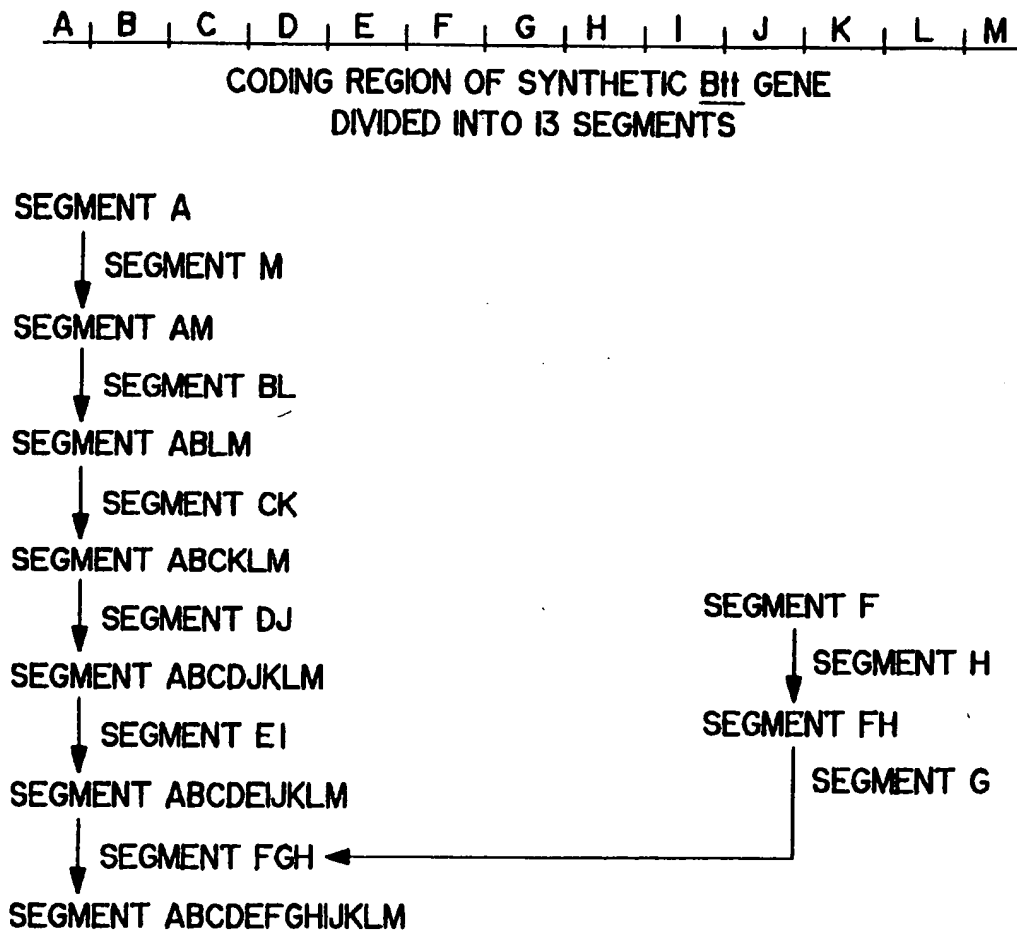 A B C D E F G H I J K L M
CODING REGION OF SYNTHETIC Btt GENE
DIVIDED INTO 13 SEGMENTS
SEGMENT A
SEGMENT M
SEGMENT AM
SEGMENT BL
SEGMENT ABLM
SEGMENT CK
SEGMENT ABCKLM
SEGMENT DJ
SEGMENT ABCDJKLM
SEGMENT EI
SEGMENT ABCDEIJKLM
SEGMENT FGH
SEGMENT ABCDEFGHIJKLM
SEGMENT F
SEGMENT H
SEGMENT FH
SEGMENT G